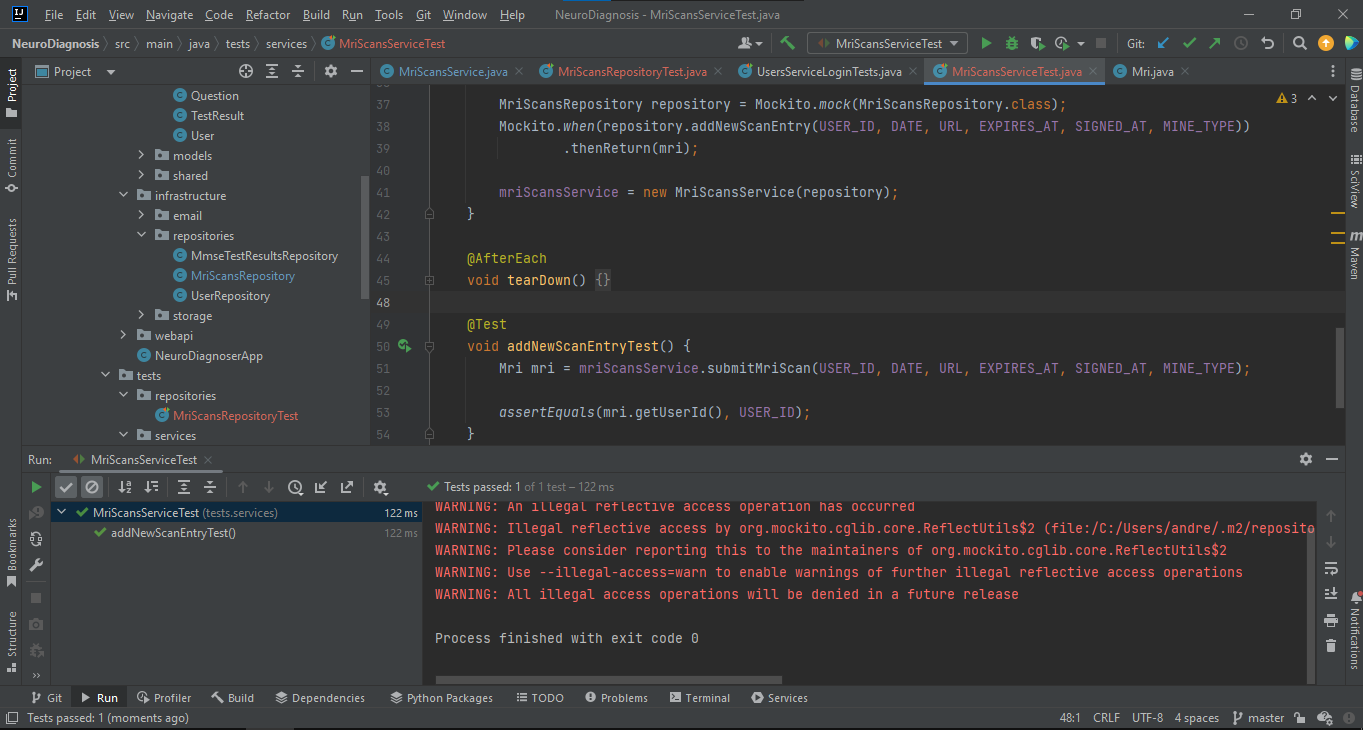 File Edit View Navigate Code Refactor Build Run Tools Git Window Help NeuroDiagnosis - MriScansServiceTest.java
NeuroDiagnosis src main java tests services MriScansServiceTest MriScansServiceTest Git:
Project
MriScansService.java MriScansRepositoryTest.java UsersServiceLoginTests.java MriScansServiceTest.java Mri.java
Project
Commit
Pull Requests
Bookmarks
Structure
Question
TestResult
User
models
shared
infrastructure
email
repositories
MmseTestResultsRepository
MriScansRepository
UserRepository
storage
webapi
NeuroDiagnoserApp
tests
repositories
MriScansRepositoryTest
services
37 MriScansRepository repository = Mockito.mock(MriScansRepository.class);
38 Mockito.when(repository.addNewScanEntry(USER_ID, DATE, URL, EXPIRES_AT, SIGNED_AT, MINE_TYPE))
39 .thenReturn(mri);
40
41 mriScansService = new MriScansService(repository);
42 }
43
44 @AfterEach
45 void tearDown() {}
48
49 @Test
50 void addNewScanEntryTest() {
51 Mri mri = mriScansService.submitMriScan(USER_ID, DATE, URL, EXPIRES_AT, SIGNED_AT, MINE_TYPE);
52
53 assertEquals(mri.getUserId(), USER_ID);
54 }
3
Database
SciView
m
Maven
Notifications
Run: MriScansServiceTest
Tests passed: 1 of 1 test – 122 ms
MriScansServiceTest (tests.services) 122 ms
addNewScanEntryTest() 122 ms
WARNING: An illegal reflective access operation has occurred
WARNING: Illegal reflective access by org.mockito.cglib.core.ReflectUtils$2 (file:/C:/Users/andre/.m2/reposito
WARNING: Please consider reporting this to the maintainers of org.mockito.cglib.core.ReflectUtils$2
WARNING: Use --illegal-access=warn to enable warnings of further illegal reflective access operations
WARNING: All illegal access operations will be denied in a future release
Process finished with exit code 0
Git Run Profiler Build Dependencies Python Packages TODO Problems Terminal Services
Tests passed: 1 (moments ago) 48:1 CRLF UTF-8 4 spaces master